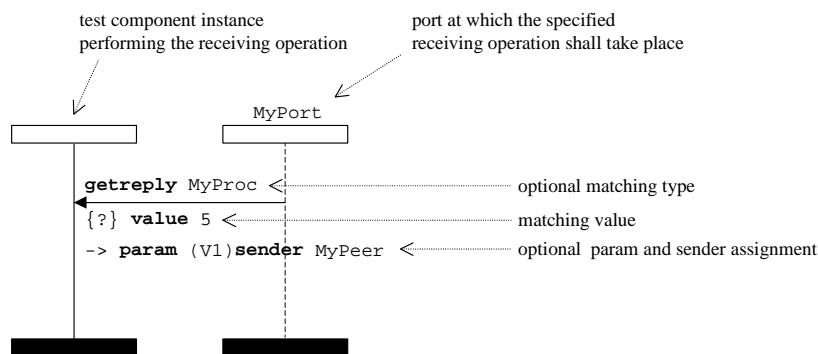 test component instance
performing the receiving operation
port at which the specified
receiving operation shall take place
MyPort
getreply MyProc
optional matching type
{?} value 5
matching value
-> param (V1)sender MyPeer
optional param and sender assignment